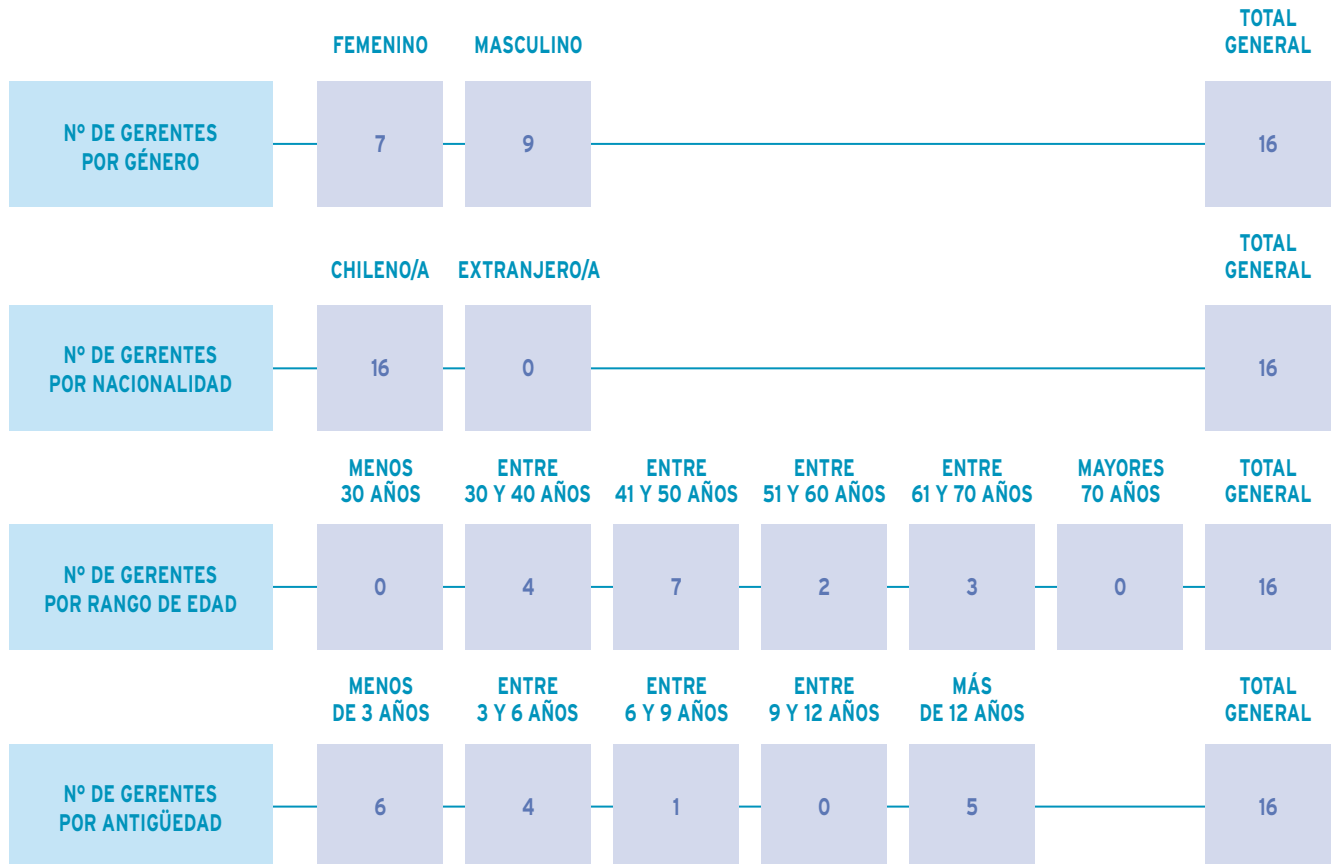 TOTAL
GENERAL
FEMENINO MASCULINO
Nº DE GERENTES
POR GÉNERO
7 9 16
TOTAL
GENERAL
CHILENO/A EXTRANJERO/A
Nº DE GERENTES
POR NACIONALIDAD
16 0 16
MENOS ENTRE ENTRE ENTRE ENTRE MAYORES TOTAL
30 AÑOS 30 Y 40 AÑOS 41 Y 50 AÑOS 51 Y 60 AÑOS 61 Y 70 AÑOS 70 AÑOS GENERAL
Nº DE GERENTES
POR RANGO DE EDAD
0 4 7 2 3 0 16
MENOS ENTRE ENTRE ENTRE MÁS TOTAL
DE 3 AÑOS 3 Y 6 AÑOS 6 Y 9 AÑOS 9 Y 12 AÑOS DE 12 AÑOS GENERAL
Nº DE GERENTES
POR ANTIGÜEDAD
6 4 1 0 5 16